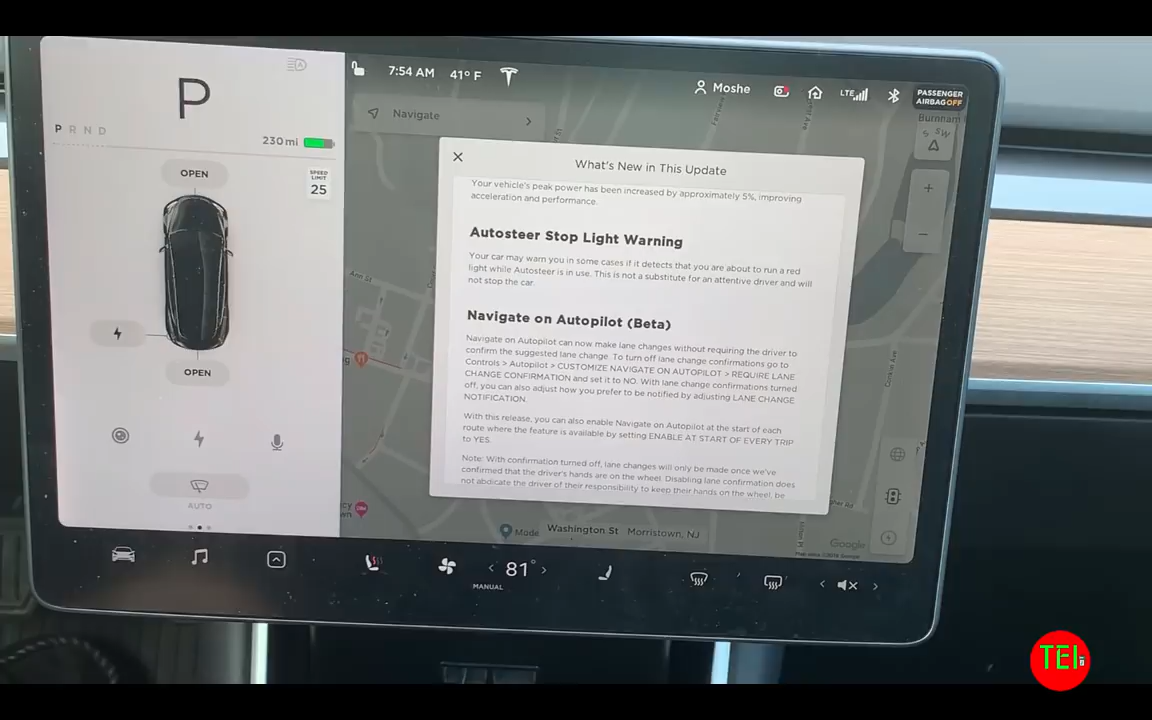 P
P R N D
230 mi
SPEED
LIMIT
25
OPEN
OPEN
AUTO
7:54 AM 41° F
Moshe
LTE
PASSENGER
AIRBAG OFF
Navigate
What's New in This Update
Your vehicle's peak power has been increased by approximately 5%, improving
acceleration and performance.
Autosteer Stop Light Warning
Your car may warn you in some cases if it detects that you are about to run a red
light while Autosteer is in use. This is not a substitute for an attentive driver and will
not stop the car.
Navigate on Autopilot (Beta)
Navigate on Autopilot can now make lane changes without requiring the driver to
confirm the suggested lane change. To turn off lane change confirmations go to
Controls > Autopilot > CUSTOMIZE NAVIGATE ON AUTOPILOT > REQUIRE LANE
CHANGE CONFIRMATION and set it to NO. With lane change confirmations turned
off, you can also adjust how you prefer to be notified by adjusting LANE CHANGE
NOTIFICATION.
With this release, you can also enable Navigate on Autopilot at the start of each
route where the feature is available by setting ENABLE AT START OF EVERY TRIP
to YES.
Note: With confirmation turned off, lane changes will only be made once we've
confirmed that the driver's hands are on the wheel. Disabling lane confirmation does
not abdicate the driver of their responsibility to keep their hands on the wheel, be
Burnham
S SW
Ann St
Mode Washington St Morristown, NJ
Google
81°
MANUAL
TEI